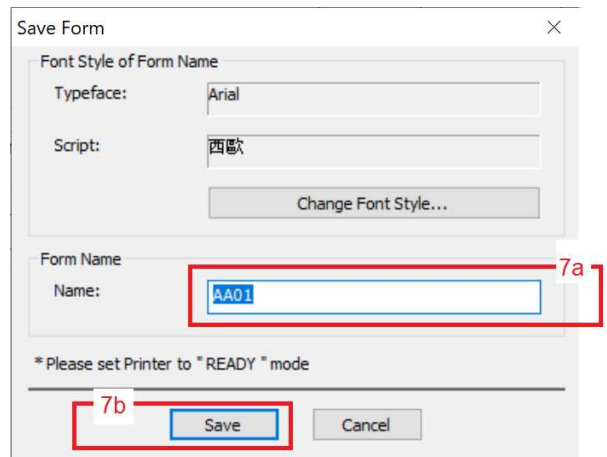 Save Form
Font Style of Form Name
Typeface: Arial
Script: 西歐
Change Font Style...
Form Name
7a
Name: AA01
* Please set Printer to " READY " mode
7b
Save Cancel